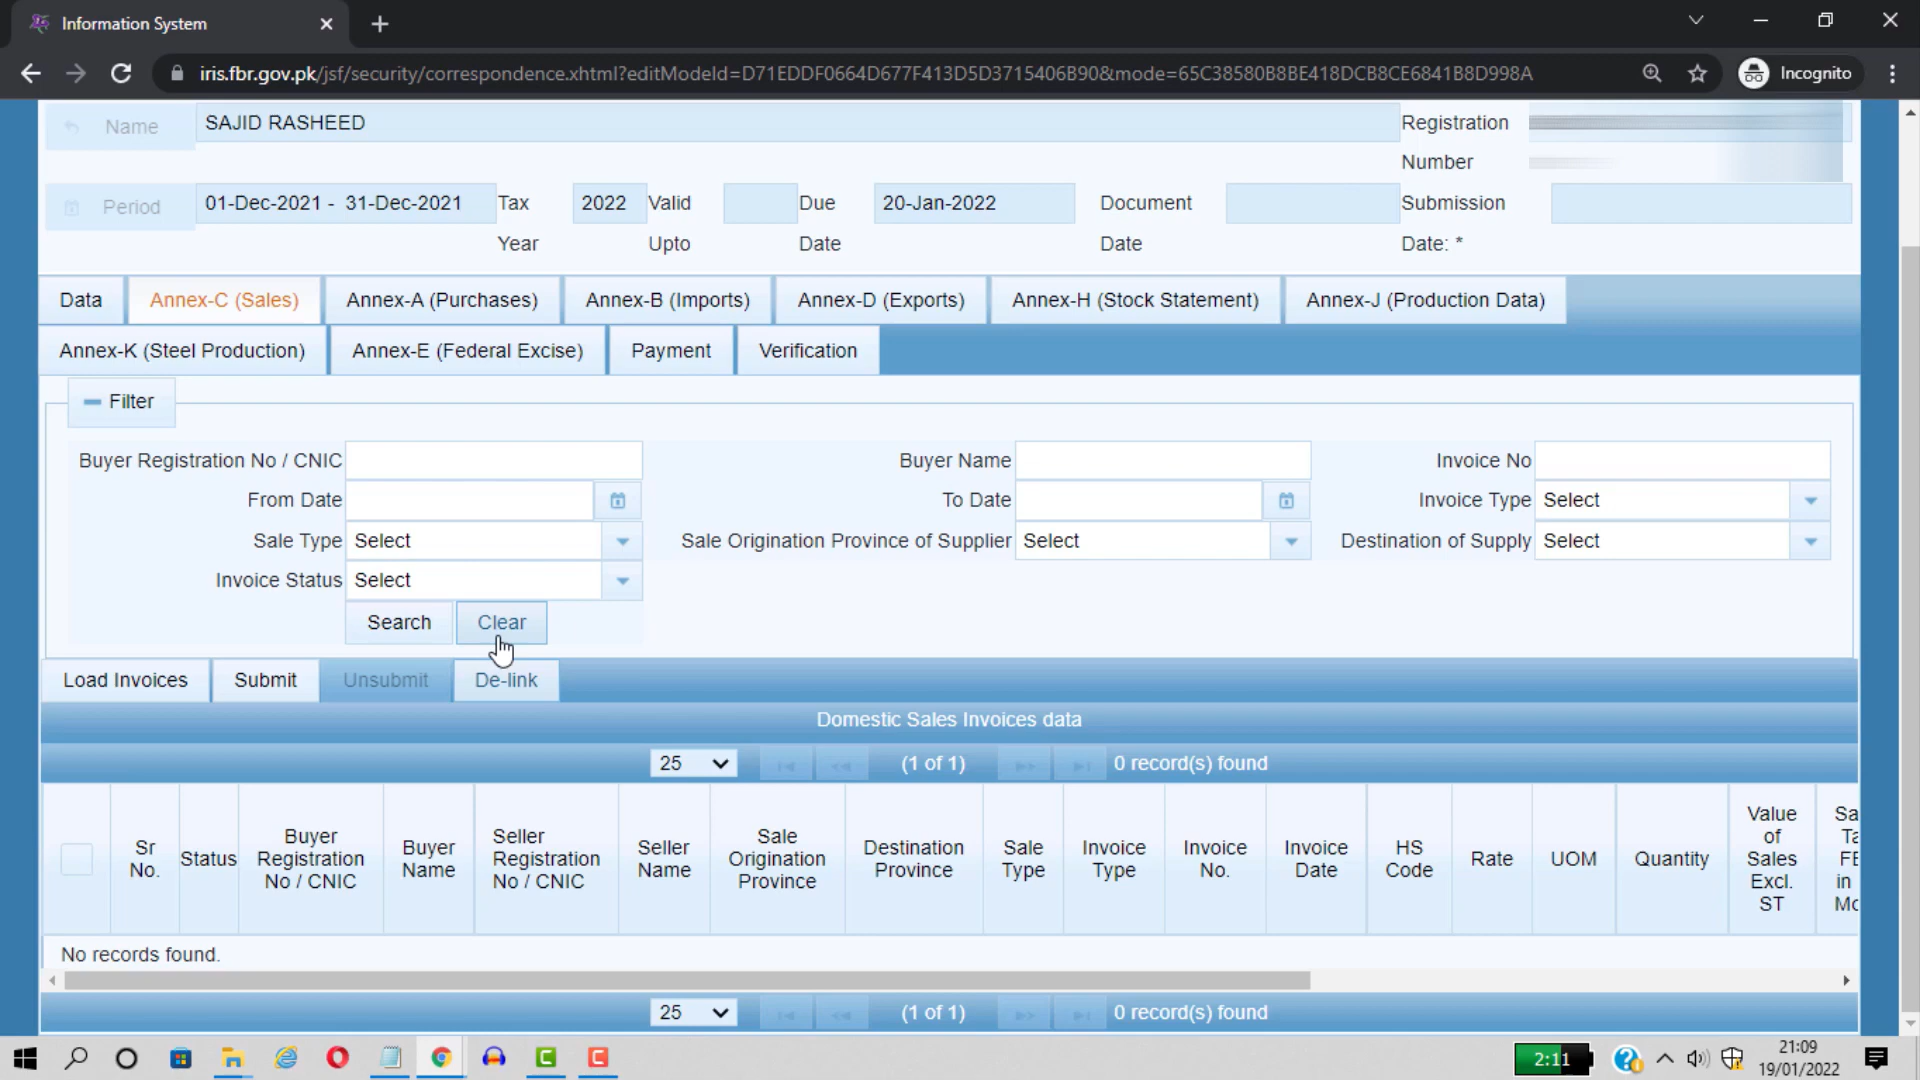 Information System
iris.fbr.gov.pk/jsf/security/correspondence.xhtml?editModeId=D71EDDF0664D677F413D5D3715406B90&mode=65C38580B8BE418DCB8CE6841B8D998A
Incognito
Name SAJID RASHEED Registration Number
Period 01-Dec-2021 - 31-Dec-2021 Tax Year 2022 Valid Upto Due Date 20-Jan-2022 Document Date Submission Date: *
Data Annex-C (Sales) Annex-A (Purchases) Annex-B (Imports) Annex-D (Exports) Annex-H (Stock Statement) Annex-J (Production Data)
Annex-K (Steel Production) Annex-E (Federal Excise) Payment Verification
Filter
Buyer Registration No / CNIC Buyer Name Invoice No
From Date To Date Invoice Type Select
Sale Type Select Sale Origination Province of Supplier Select Destination of Supply Select
Invoice Status Select
Search Clear
Load Invoices Submit Unsubmit De-link
Domestic Sales Invoices data
25 (1 of 1) 0 record(s) found
Sr No. Status Buyer Registration No / CNIC Buyer Name Seller Registration No / CNIC Seller Name Sale Origination Province Destination Province Sale Type Invoice Type Invoice No. Invoice Date HS Code Rate UOM Quantity Value of Sales Excl. ST
No records found.
25 (1 of 1) 0 record(s) found
2:11
21:09
19/01/2022